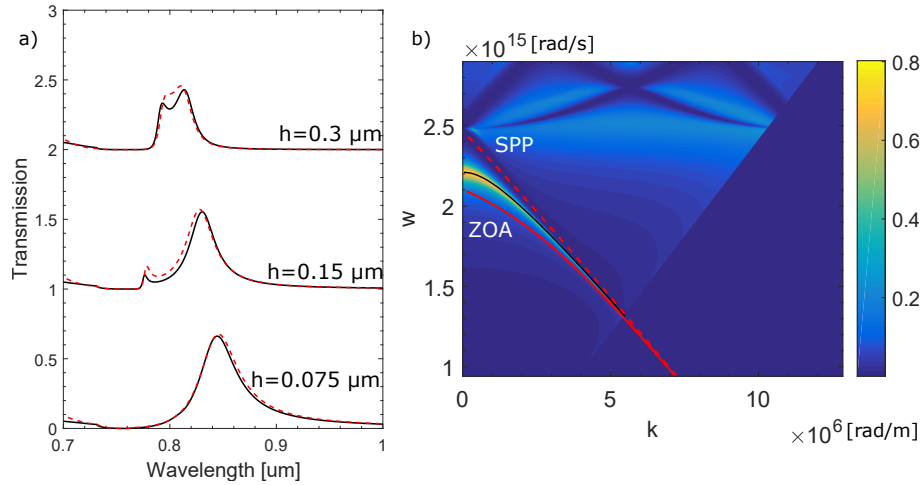 a)
3
2.5
2
1.5
1
0.5
0
Transmission
h=0.3 µm
h=0.15 µm
h=0.075 µm
0.7 0.8 0.9 1
Wavelength [um]
b)
×10^15 [rad/s]
2.5
2
1.5
1
w
SPP
ZOA
0 5 10
k
×10^6 [rad/m]
0.8
0.6
0.4
0.2